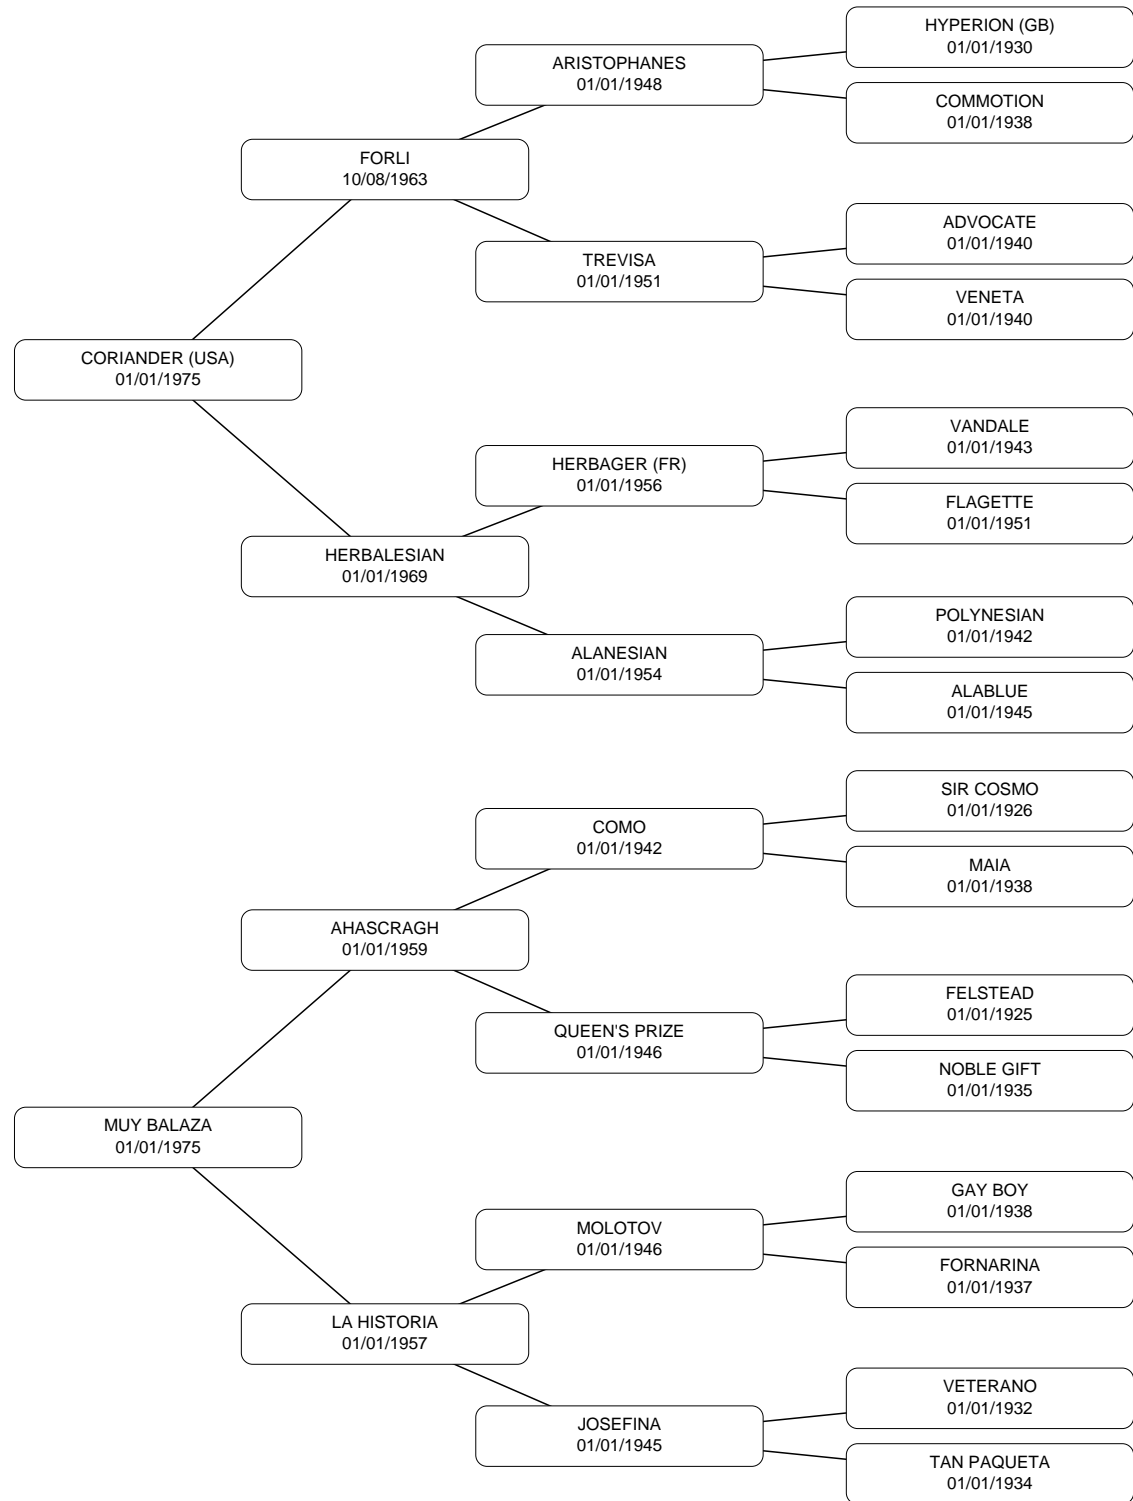 HYPERION (GB)
01/01/1930
ARISTOPHANES
01/01/1948
COMMOTION
01/01/1938
FORLI
10/08/1963
ADVOCATE
01/01/1940
TREVISA
01/01/1951
VENETA
01/01/1940
CORIANDER (USA)
01/01/1975
VANDALE
01/01/1943
HERBAGER (FR)
01/01/1956
FLAGETTE
01/01/1951
HERBALESIAN
01/01/1969
POLYNESIAN
01/01/1942
ALANESIAN
01/01/1954
ALABLUE
01/01/1945
SIR COSMO
01/01/1926
COMO
01/01/1942
MAIA
01/01/1938
AHASCRAGH
01/01/1959
FELSTEAD
01/01/1925
QUEEN'S PRIZE
01/01/1946
NOBLE GIFT
01/01/1935
MUY BALAZA
01/01/1975
GAY BOY
01/01/1938
MOLOTOV
01/01/1946
FORNARINA
01/01/1937
LA HISTORIA
01/01/1957
VETERANO
01/01/1932
JOSEFINA
01/01/1945
TAN PAQUETA
01/01/1934